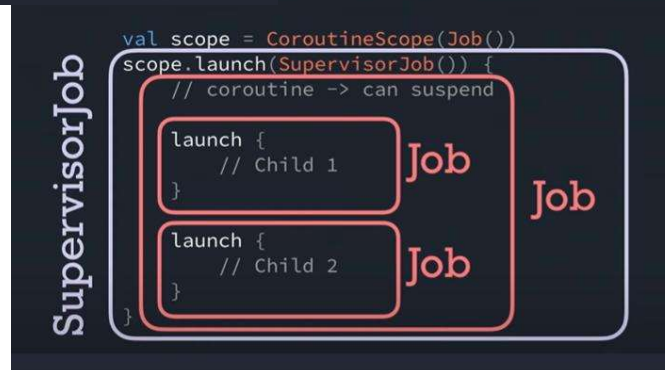 val scope = CoroutineScope(Job())
scope.launch(SupervisorJob()) {
// coroutine -> can suspend
launch {
// Child 1
}
Job
launch {
// Child 2
}
Job
}
Job
SupervisorJob